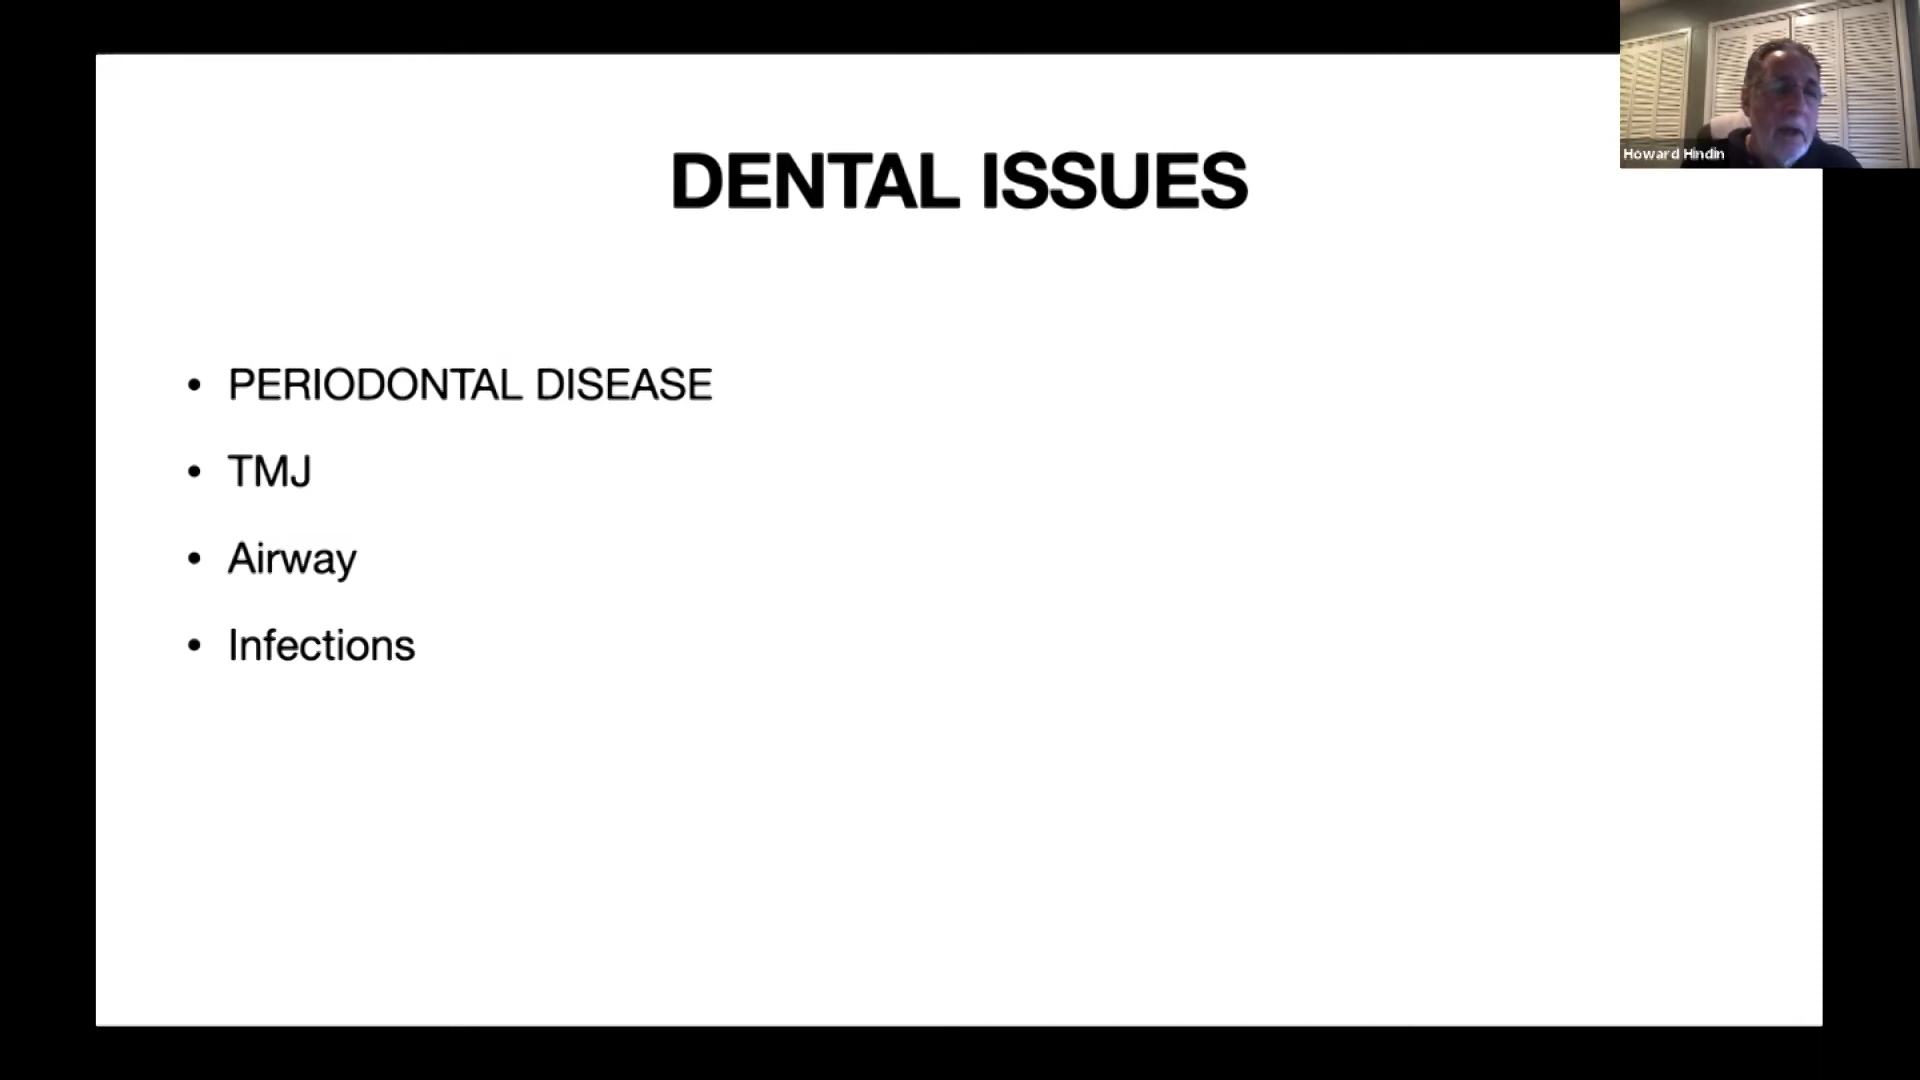 Howard Hindin
DENTAL ISSUES
• PERIODONTAL DISEASE
• TMJ
• Airway
• Infections